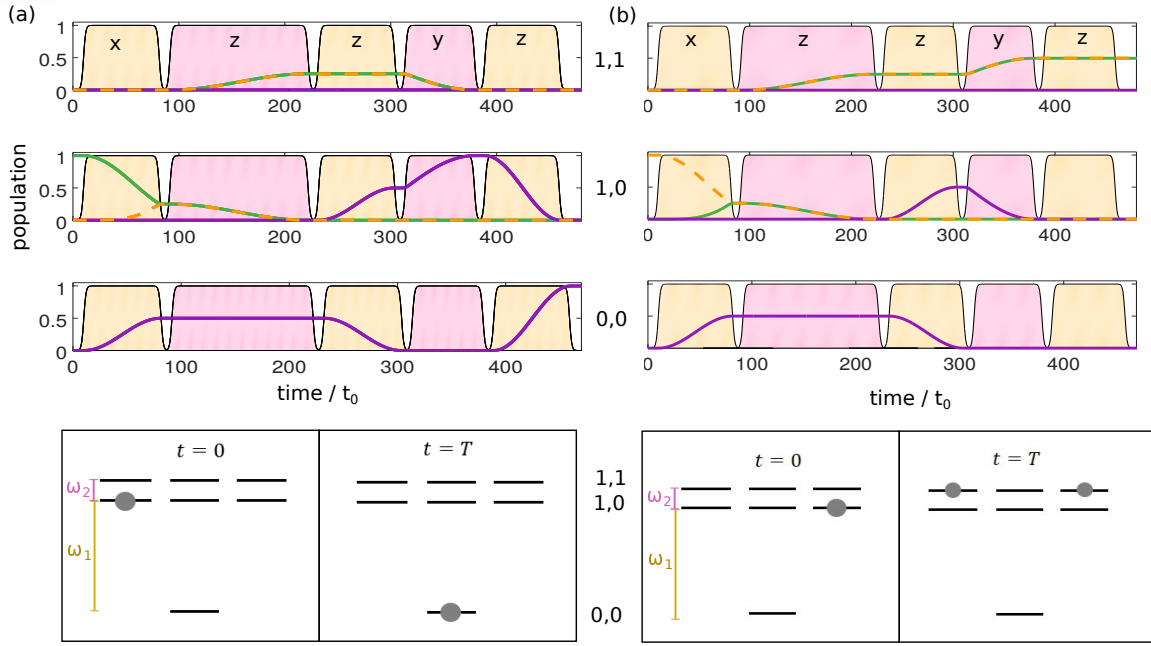 (a)
x z z y z
1
0.5
0
0 100 200 300 400
1
0.5
0
0 100 200 300 400
1
0.5
0
0 100 200 300 400
population
time / t₀
(b)
x z z y z
1,1
0 100 200 300 400
1,0
0 100 200 300 400
0,0
0 100 200 300 400
time / t₀
t = 0
t = T
ω₂
ω₁
1,1
1,0
0,0
t = 0
t = T
ω₂
ω₁